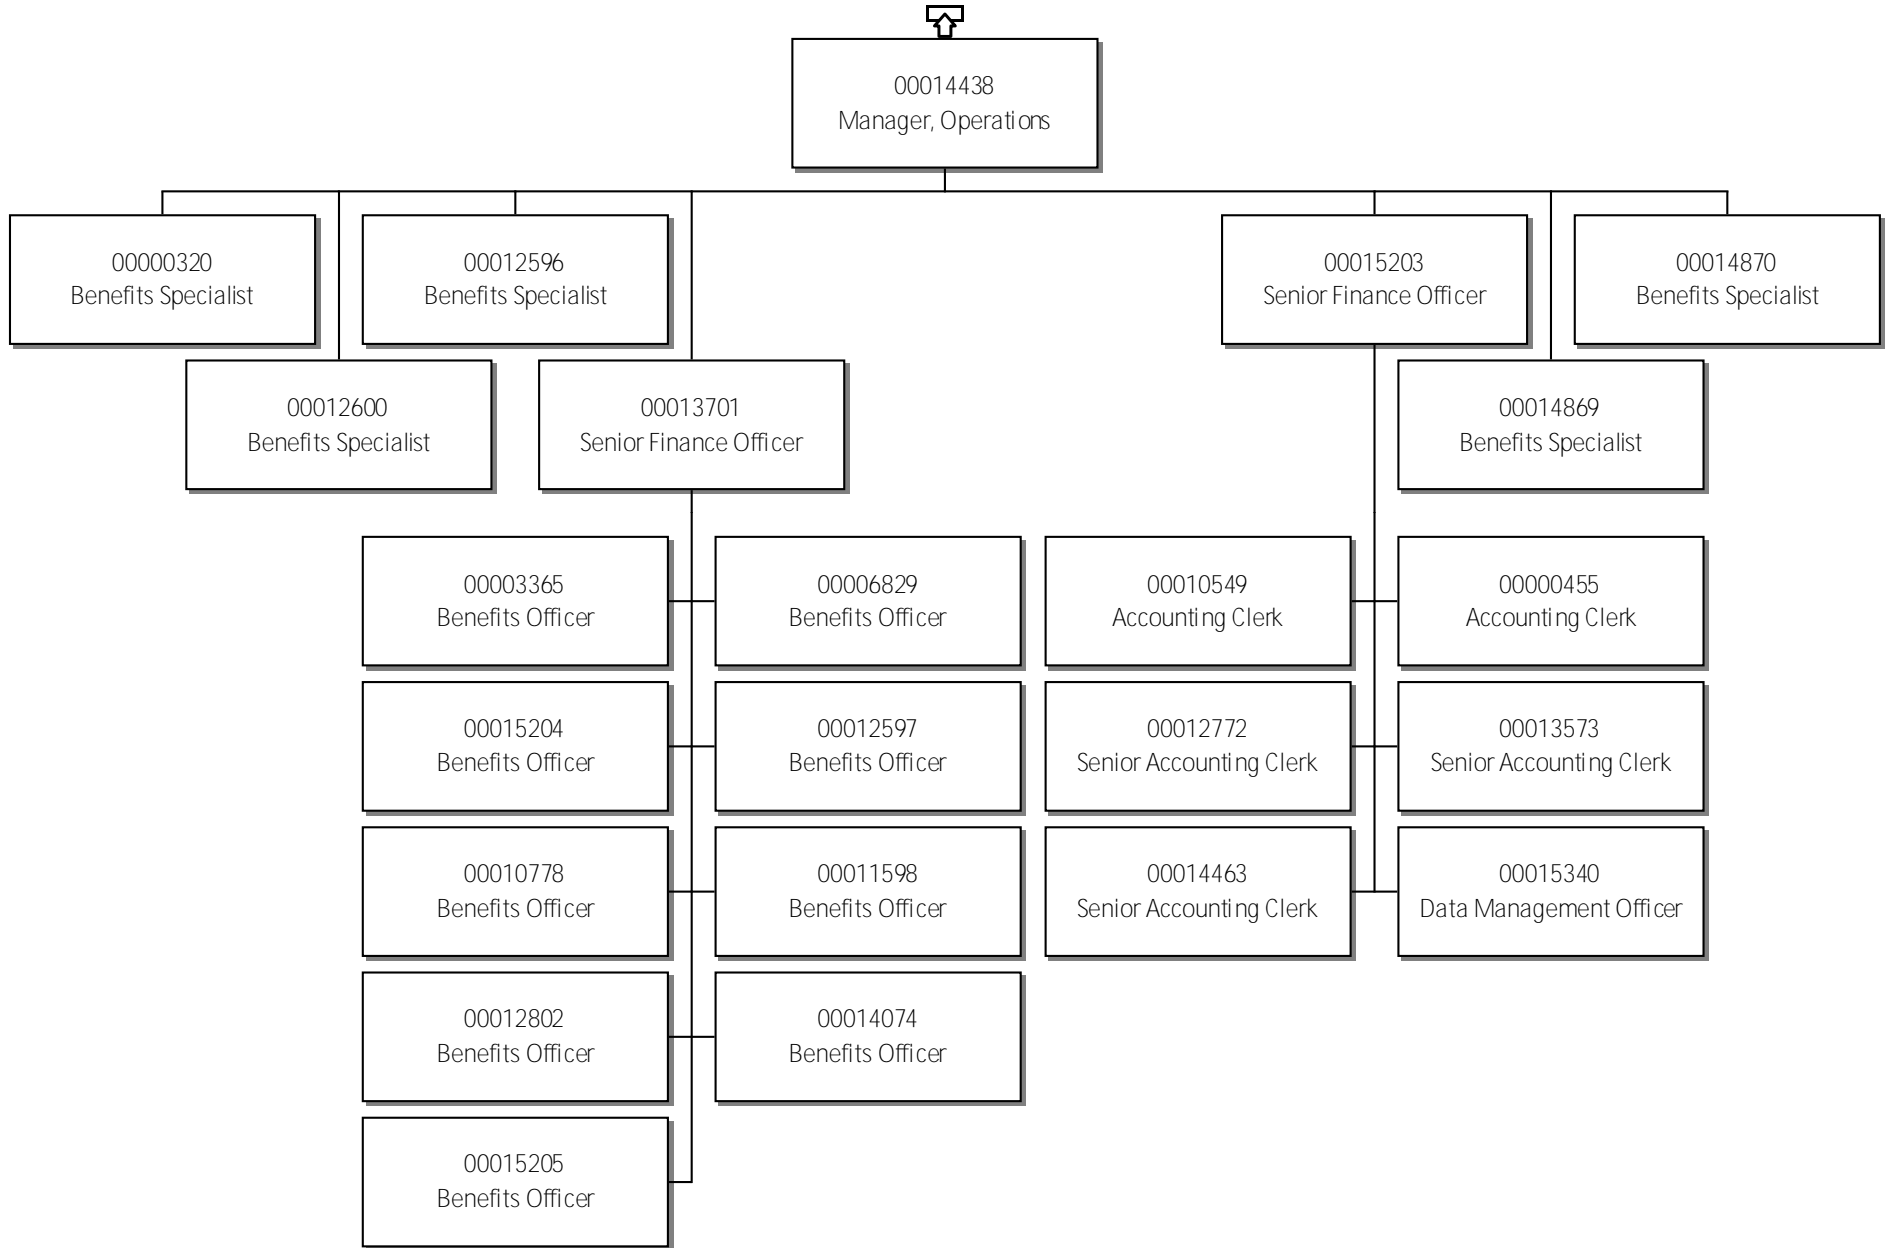 00014438
Manager, Operations
00000320
Benefits Specialist
00012596
Benefits Specialist
00015203
Senior Finance Officer
00014870
Benefits Specialist
00012600
Benefits Specialist
00013701
Senior Finance Officer
00014869
Benefits Specialist
00003365
Benefits Officer
00006829
Benefits Officer
00010549
Accounting Clerk
00000455
Accounting Clerk
00015204
Benefits Officer
00012597
Benefits Officer
00012772
Senior Accounting Clerk
00013573
Senior Accounting Clerk
00010778
Benefits Officer
00011598
Benefits Officer
00014463
Senior Accounting Clerk
00015340
Data Management Officer
00012802
Benefits Officer
00014074
Benefits Officer
00015205
Benefits Officer